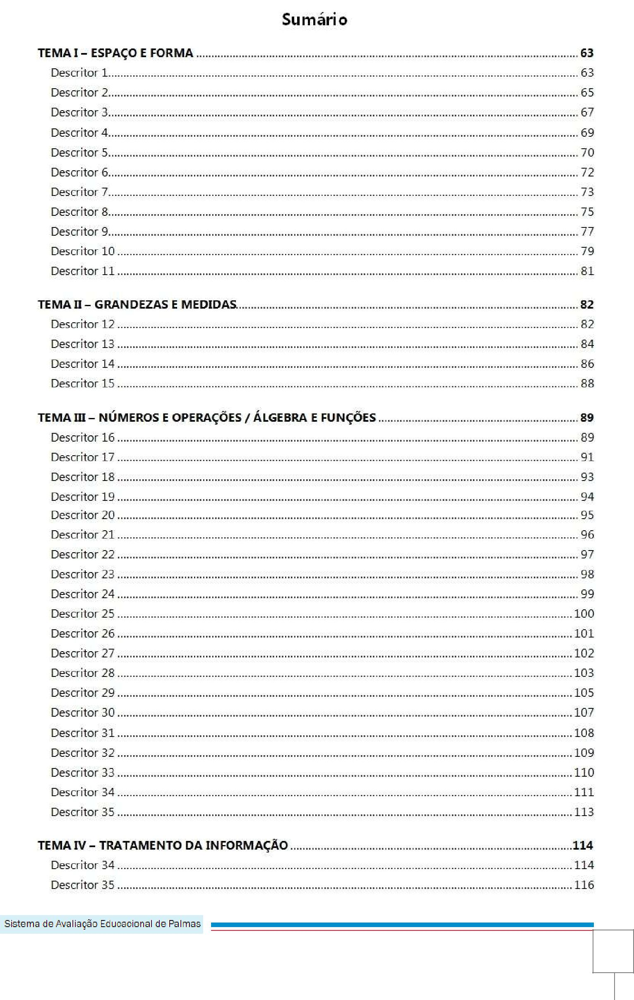 Sumário
TEMA I – ESPAÇO E FORMA ........................................ 63
Descritor 1........................................ 63
Descritor 2........................................ 65
Descritor 3........................................ 67
Descritor 4........................................ 69
Descritor 5........................................ 70
Descritor 6........................................ 72
Descritor 7........................................ 73
Descritor 8........................................ 75
Descritor 9........................................ 77
Descritor 10 ........................................ 79
Descritor 11 ........................................ 81
TEMA II – GRANDEZAS E MEDIDAS........................................ 82
Descritor 12 ........................................ 82
Descritor 13 ........................................ 84
Descritor 14 ........................................ 86
Descritor 15 ........................................ 88
TEMA III – NÚMEROS E OPERAÇÕES / ÁLGEBRA E FUNÇÕES ........................................ 89
Descritor 16 ........................................ 89
Descritor 17 ........................................ 91
Descritor 18 ........................................ 93
Descritor 19 ........................................ 94
Descritor 20 ........................................ 95
Descritor 21 ........................................ 96
Descritor 22 ........................................ 97
Descritor 23 ........................................ 98
Descritor 24 ........................................ 99
Descritor 25 ........................................ 100
Descritor 26 ........................................ 101
Descritor 27 ........................................ 102
Descritor 28 ........................................ 103
Descritor 29 ........................................ 105
Descritor 30 ........................................ 107
Descritor 31 ........................................ 108
Descritor 32 ........................................ 109
Descritor 33 ........................................ 110
Descritor 34 ........................................ 111
Descritor 35 ........................................ 113
TEMA IV – TRATAMENTO DA INFORMAÇÃO ........................................ 114
Descritor 34 ........................................ 114
Descritor 35 ........................................ 116
Sistema de Avaliação Educacional de Palmas